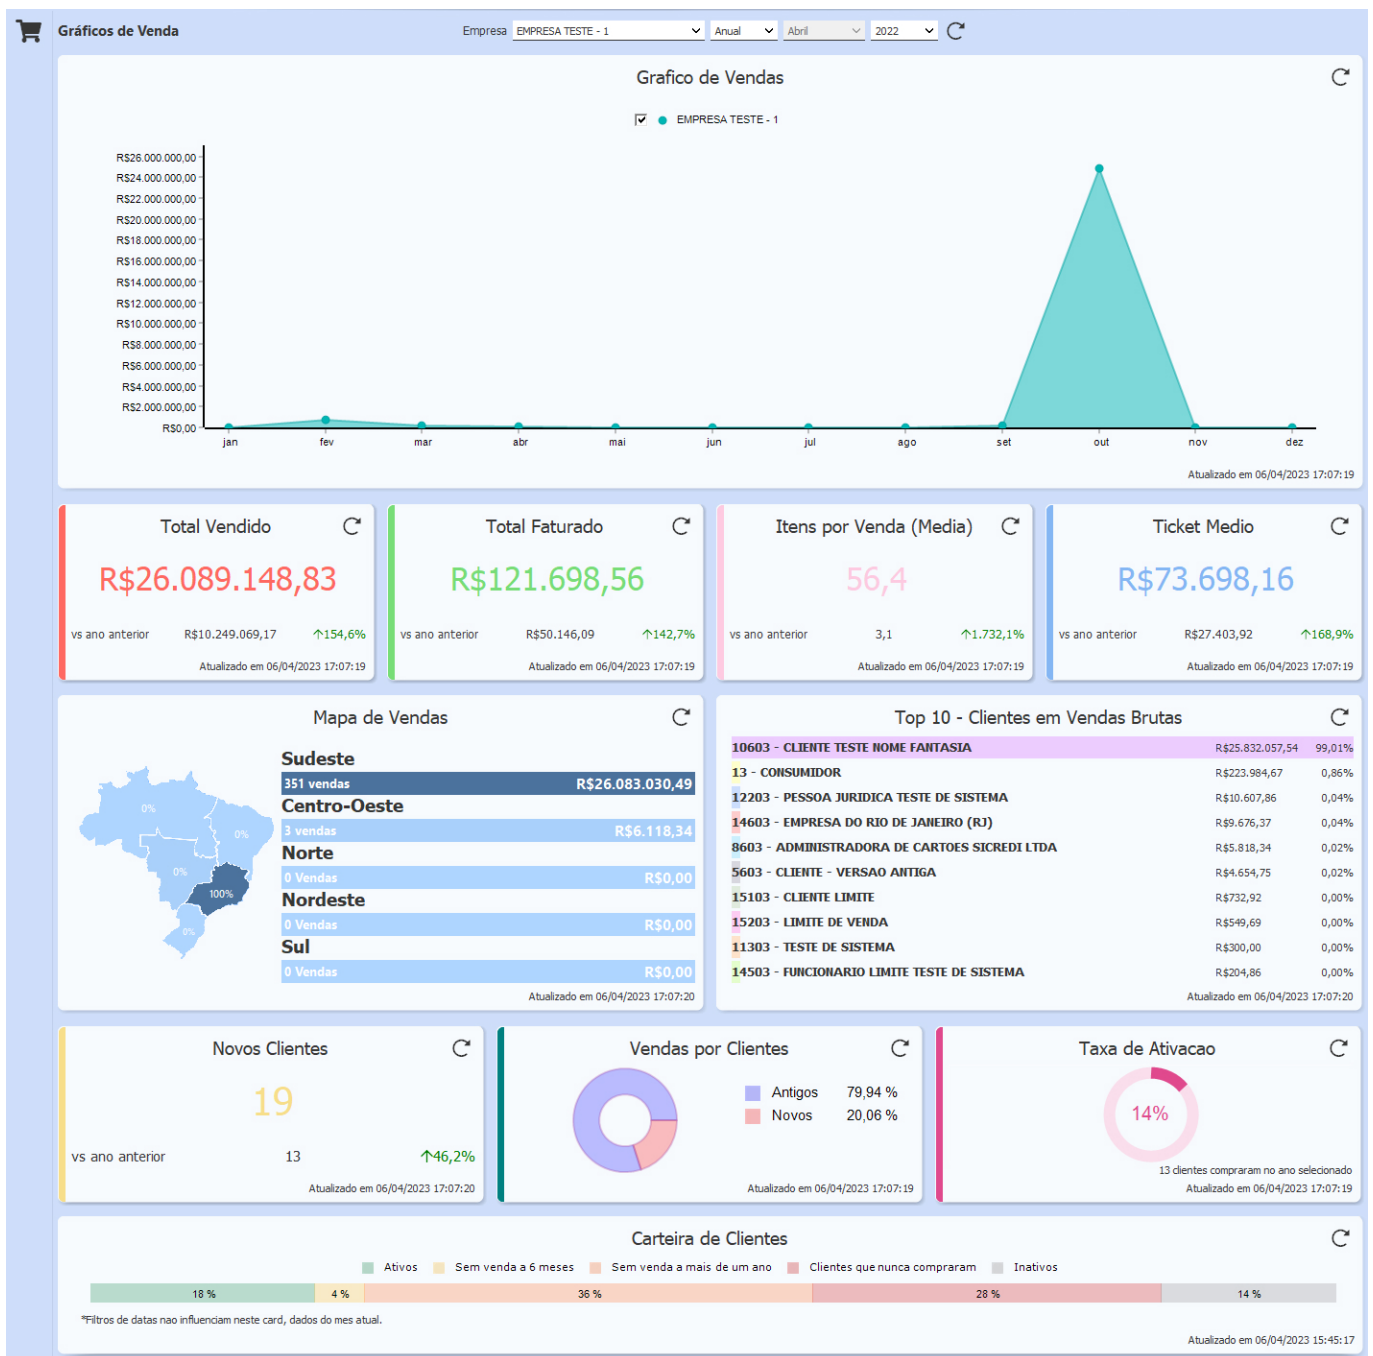 Gráficos de Venda
Empresa EMPRESA TESTE - 1 Anual Abril 2022
Grafico de Vendas
EMPRESA TESTE - 1
R$26.000.000,00
R$24.000.000,00
R$22.000.000,00
R$20.000.000,00
R$18.000.000,00
R$16.000.000,00
R$14.000.000,00
R$12.000.000,00
R$10.000.000,00
R$8.000.000,00
R$6.000.000,00
R$4.000.000,00
R$2.000.000,00
R$0,00
jan fev mar abr mai jun jul ago set out nov dez
Atualizado em 06/04/2023 17:07:19
Total Vendido
R$26.089.148,83
vs ano anterior R$10.249.069,17 ↑154,6%
Atualizado em 06/04/2023 17:07:19
Total Faturado
R$121.698,56
vs ano anterior R$50.146,09 ↑142,7%
Atualizado em 06/04/2023 17:07:19
Itens por Venda (Media)
56,4
vs ano anterior 3,1 ↑1.732,1%
Atualizado em 06/04/2023 17:07:19
Ticket Medio
R$73.698,16
vs ano anterior R$27.403,92 ↑168,9%
Atualizado em 06/04/2023 17:07:19
Mapa de Vendas
0%
0%
0%
100%
0%
Sudeste
351 vendas R$26.083.030,49
Centro-Oeste
3 vendas R$6.118,34
Norte
0 Vendas R$0,00
Nordeste
0 Vendas R$0,00
Sul
0 Vendas R$0,00
Atualizado em 06/04/2023 17:07:20
Top 10 - Clientes em Vendas Brutas
10603 - CLIENTE TESTE NOME FANTASIA R$25.832.057,54 99,01%
13 - CONSUMIDOR R$223.984,67 0,86%
12203 - PESSOA JURIDICA TESTE DE SISTEMA R$10.607,86 0,04%
14603 - EMPRESA DO RIO DE JANEIRO (RJ) R$9.676,37 0,04%
8603 - ADMINISTRADORA DE CARTOES SICREDI LTDA R$5.818,34 0,02%
5603 - CLIENTE - VERSAO ANTIGA R$4.654,75 0,02%
15103 - CLIENTE LIMITE R$732,92 0,00%
15203 - LIMITE DE VENDA R$549,69 0,00%
11303 - TESTE DE SISTEMA R$300,00 0,00%
14503 - FUNCIONARIO LIMITE TESTE DE SISTEMA R$204,86 0,00%
Atualizado em 06/04/2023 17:07:20
Novos Clientes
19
vs ano anterior 13 ↑46,2%
Atualizado em 06/04/2023 17:07:20
Vendas por Clientes
Antigos 79,94 %
Novos 20,06 %
Atualizado em 06/04/2023 17:07:19
Taxa de Ativacao
14%
13 clientes compraram no ano selecionado
Atualizado em 06/04/2023 17:07:19
Carteira de Clientes
Ativos Sem venda a 6 meses Sem venda a mais de um ano Clientes que nunca compraram Inativos
18 % 4 % 36 % 28 % 14 %
*Filtros de datas nao influenciam neste card, dados do mes atual.
Atualizado em 06/04/2023 15:45:17